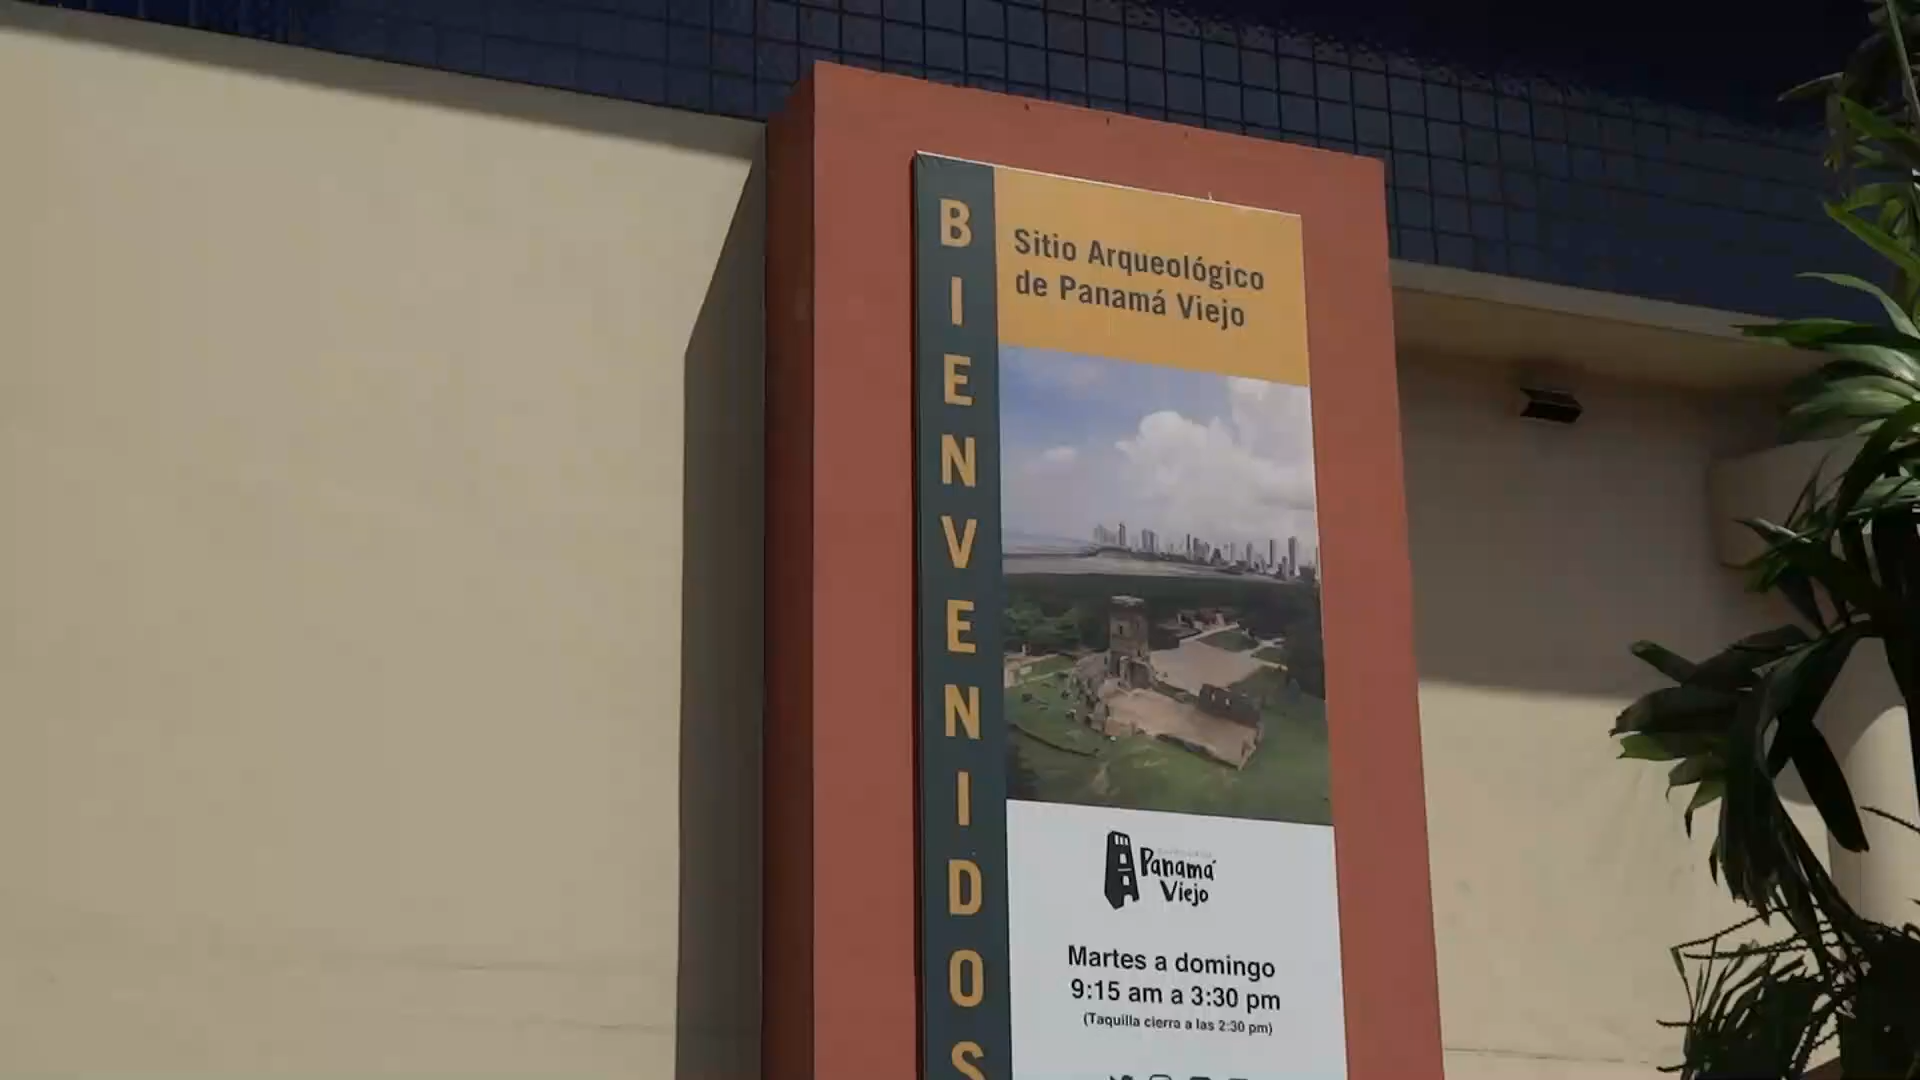 BIENVENIDOS
Sitio Arqueológico
de Panamá Viejo
Panamá
Viejo
Martes a domingo
9:15 am a 3:30 pm
(Taquilla cierra a las 2:30 pm)